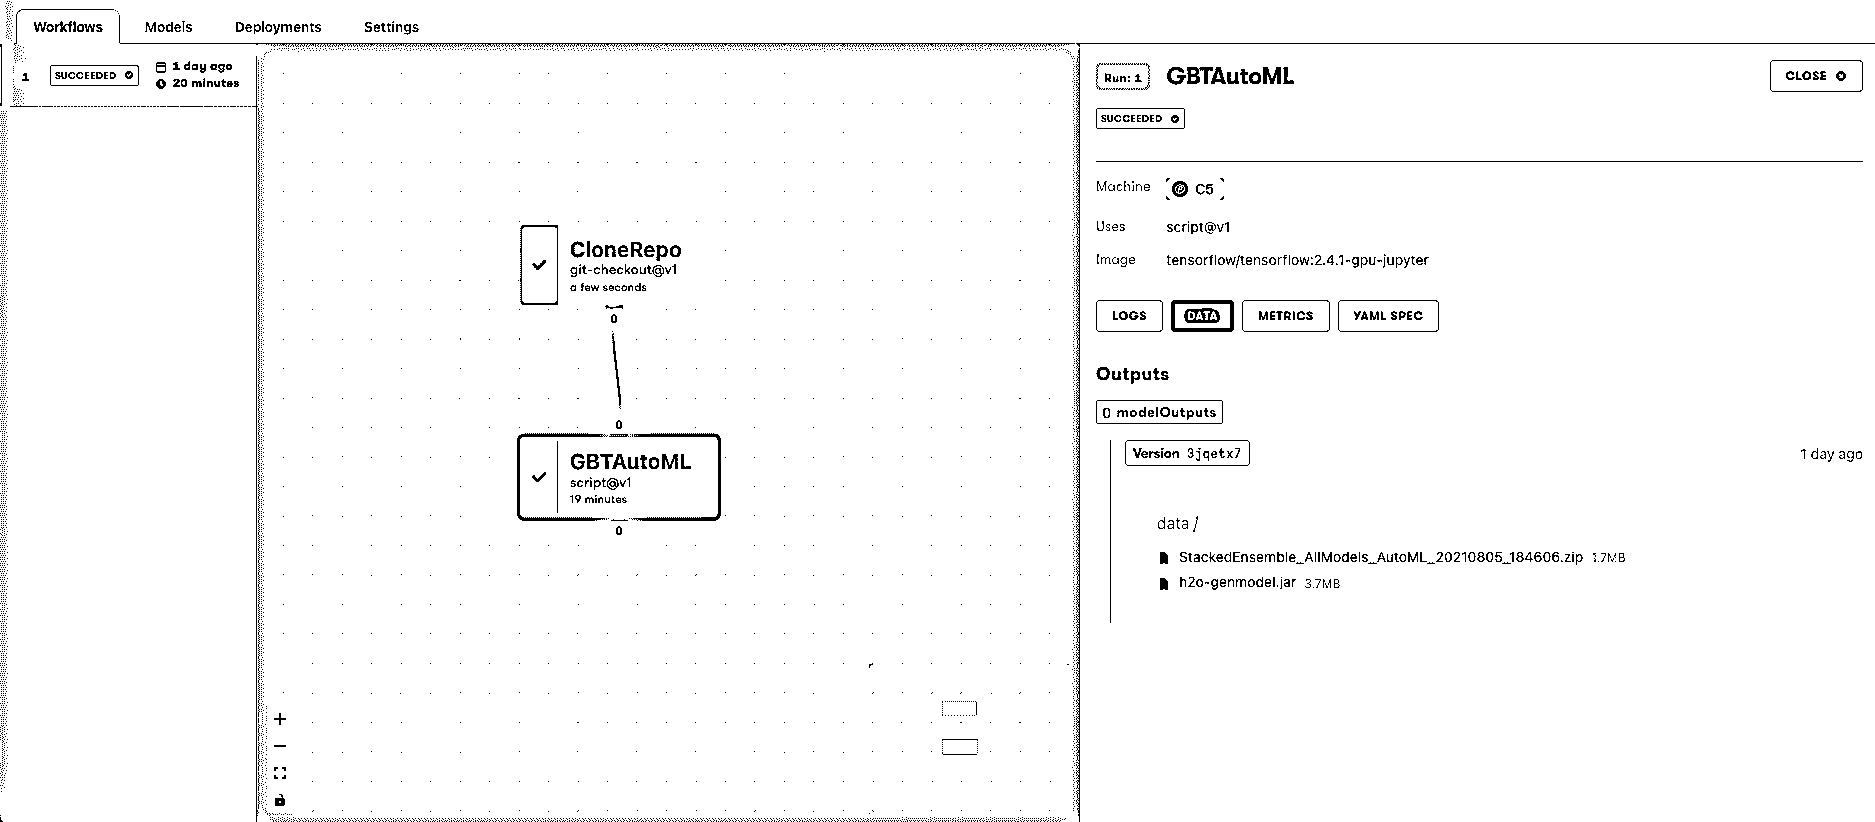 Workflows Models Deployments Settings
1 SUCCEEDED 1 day ago
20 minutes
CloneRepo
git-checkout@v1
a few seconds
0
0
GBTAutoML
script@v1
19 minutes
0
Run: 1 GBTAutoML CLOSE
SUCCEEDED
Machine C5
Uses script@v1
Image tensorflow/tensorflow:2.4.1-gpu-jupyter
LOGS DATA METRICS YAML SPEC
Outputs
0 modelOutputs
Version 3jqetx7 1 day ago
data /
StackedEnsemble_AllModels_AutoML_20210805_184606.zip 1.7MB
h2o-genmodel.jar 3.7MB